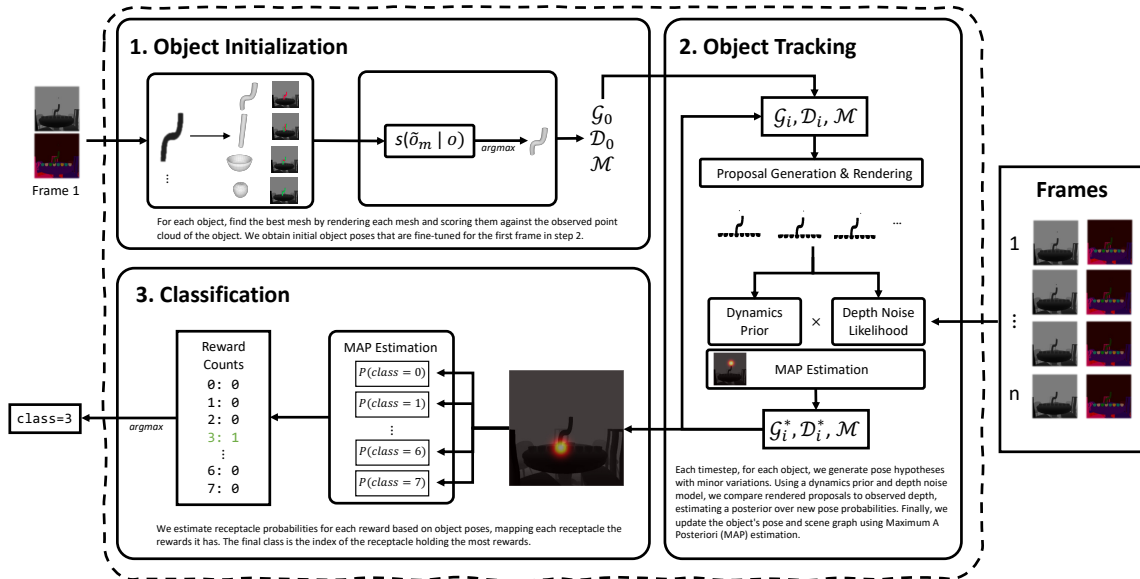 1. Object Initialization
Frame 1
⋮
s(õ_m | o)
argmax
𝒢_0
𝒟_0
ℳ
For each object, find the best mesh by rendering each mesh and scoring them against the observed point
cloud of the object. We obtain initial object poses that are fine-tuned for the first frame in step 2.
2. Object Tracking
𝒢_i, 𝒟_i, ℳ
Proposal Generation & Rendering
...
Dynamics
Prior
×
Depth Noise
Likelihood
MAP Estimation
𝒢_i^*, 𝒟_i^*, ℳ
Each timestep, for each object, we generate pose hypotheses
with minor variations. Using a dynamics prior and depth noise
model, we compare rendered proposals to observed depth,
estimating a posterior over new pose probabilities. Finally, we
update the object's pose and scene graph using Maximum A
Posteriori (MAP) estimation.
Frames
1
⋮
n
3. Classification
MAP Estimation
P(class = 0)
P(class = 1)
⋮
P(class = 6)
P(class = 7)
Reward
Counts
0: 0
1: 0
2: 0
3: 1
⋮
6: 0
7: 0
argmax
class=3
We estimate receptacle probabilities for each reward based on object poses, mapping each receptacle the
rewards it has. The final class is the index of the receptacle holding the most rewards.